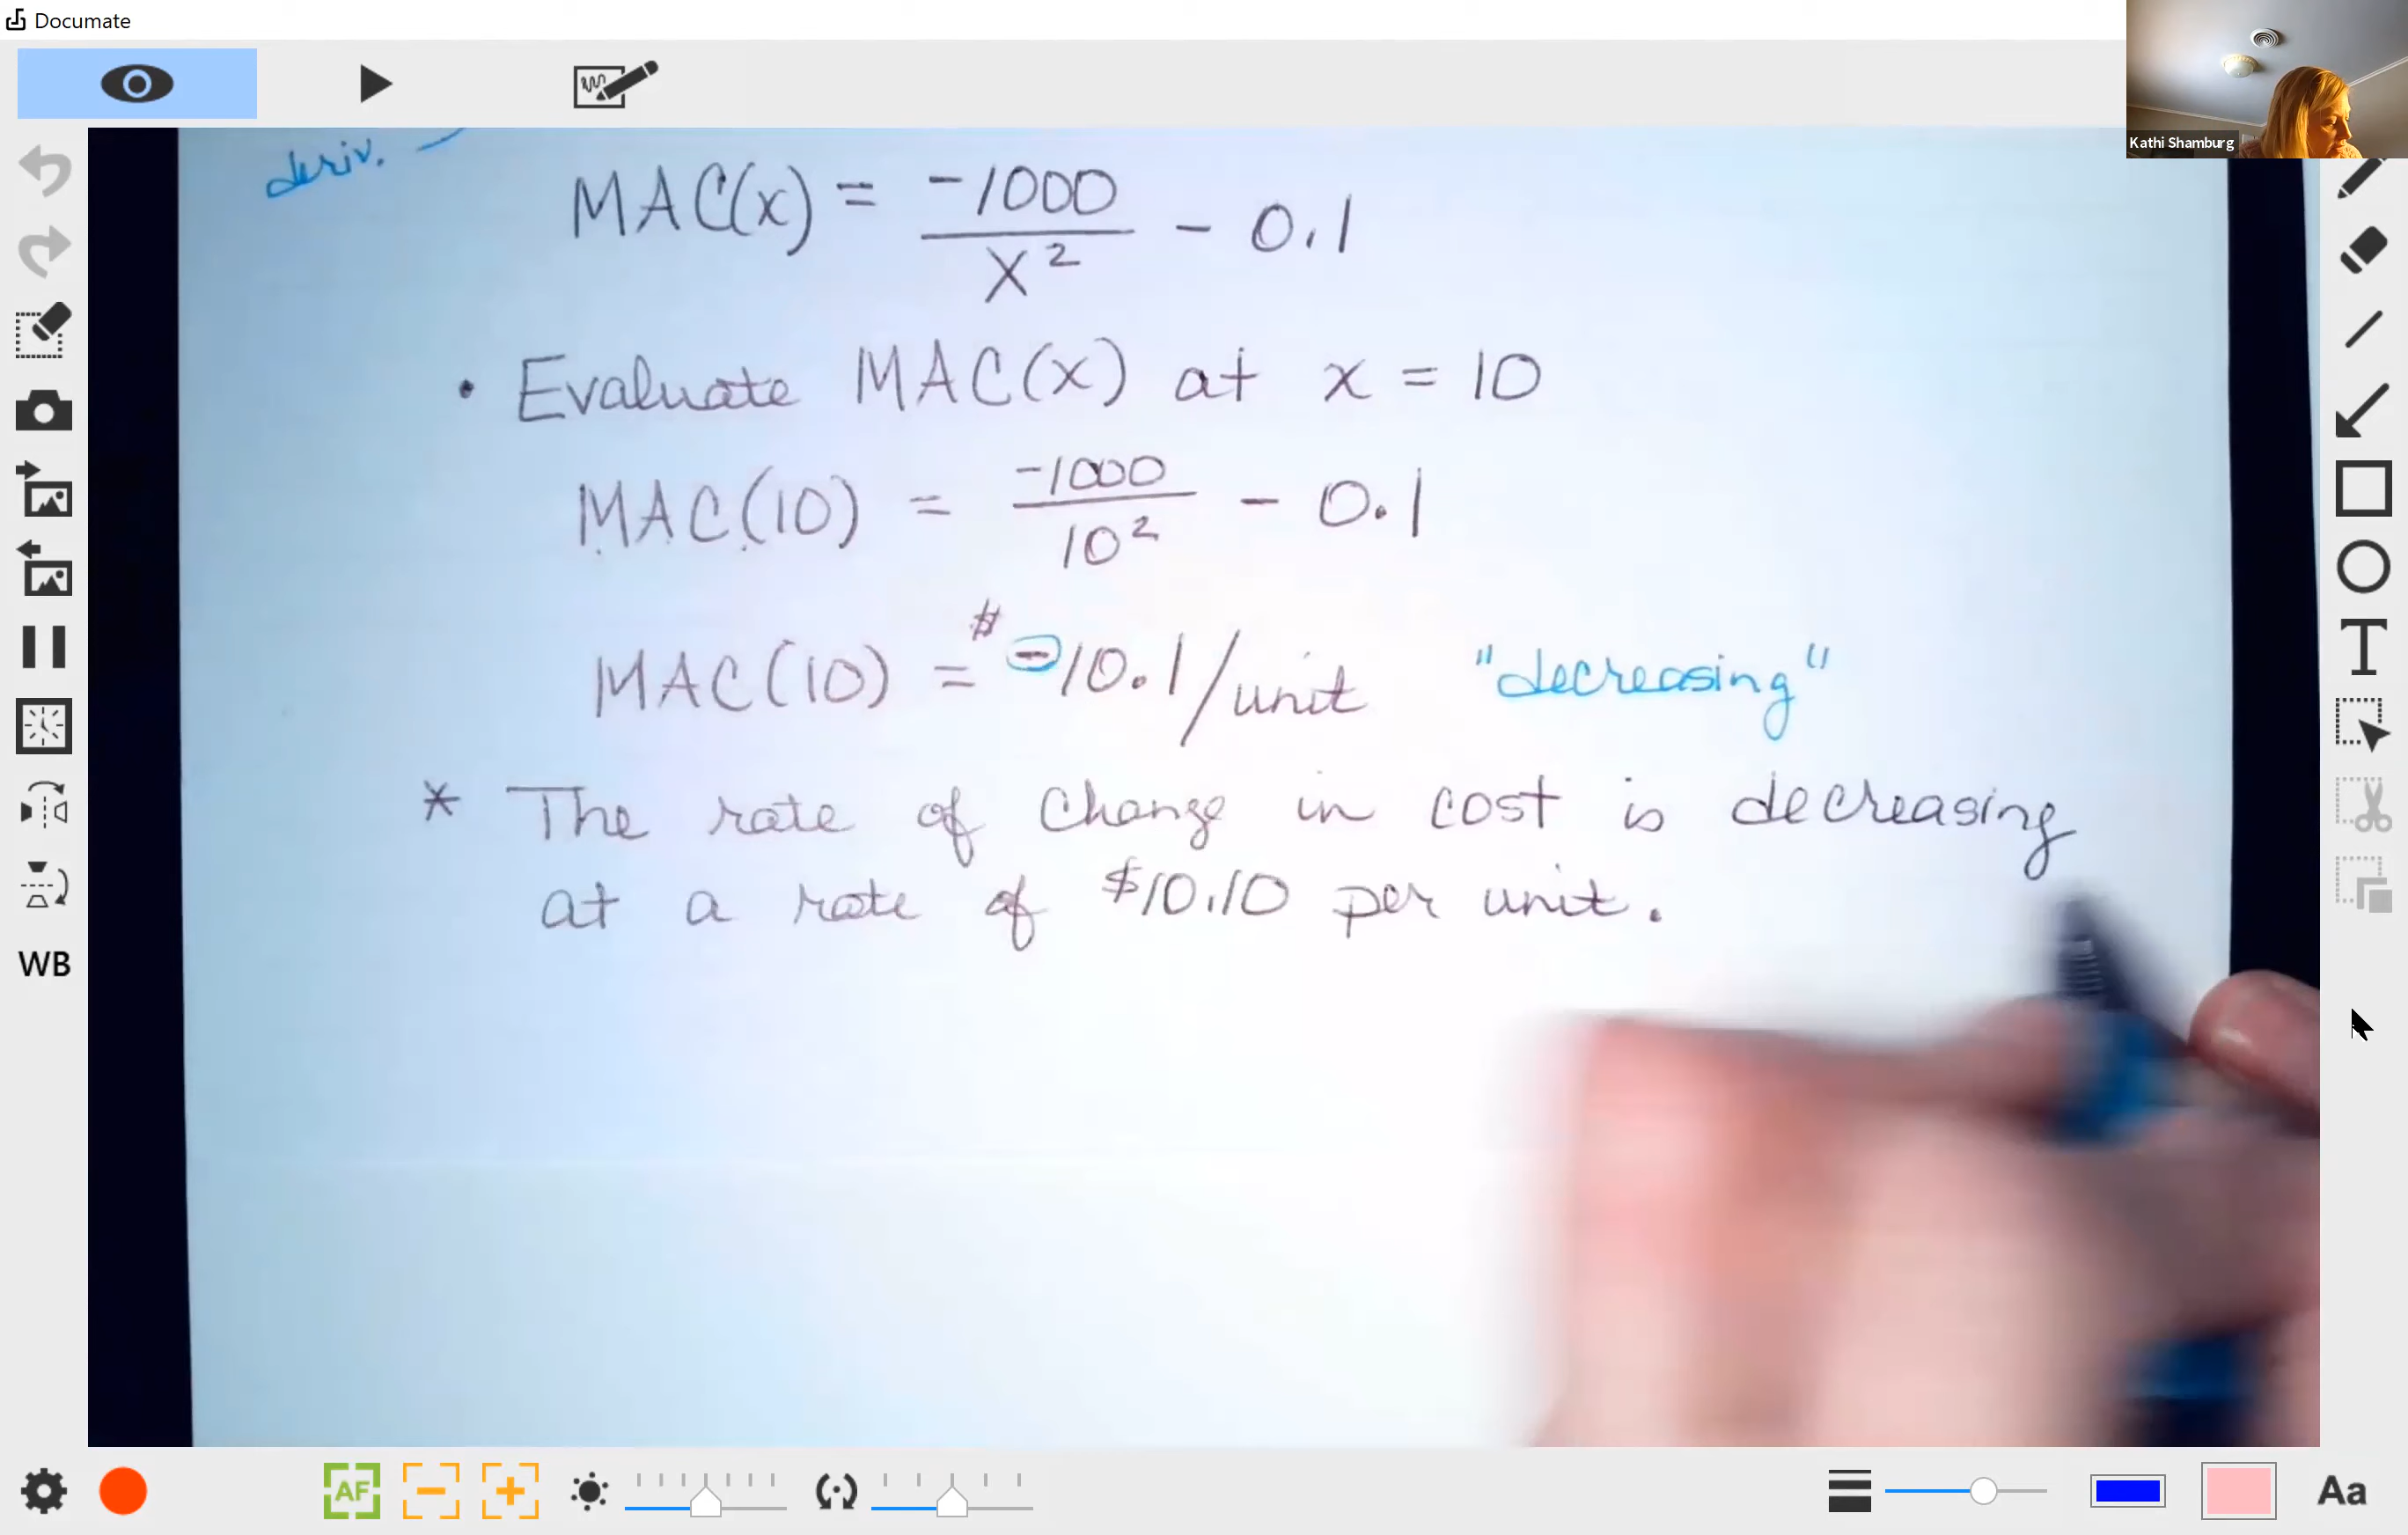 Documate
Kathi Shamburg
deriv.
MAC(x) = -1000 / x² - 0.1
• Evaluate MAC(x) at x = 10
MAC(10) = -1000 / 10² - 0.1
MAC(10) = $-10.1/unit "decreasing"
* The rate of change in cost is decreasing
at a rate of $10.10 per unit.
WB
T
AF
Aa